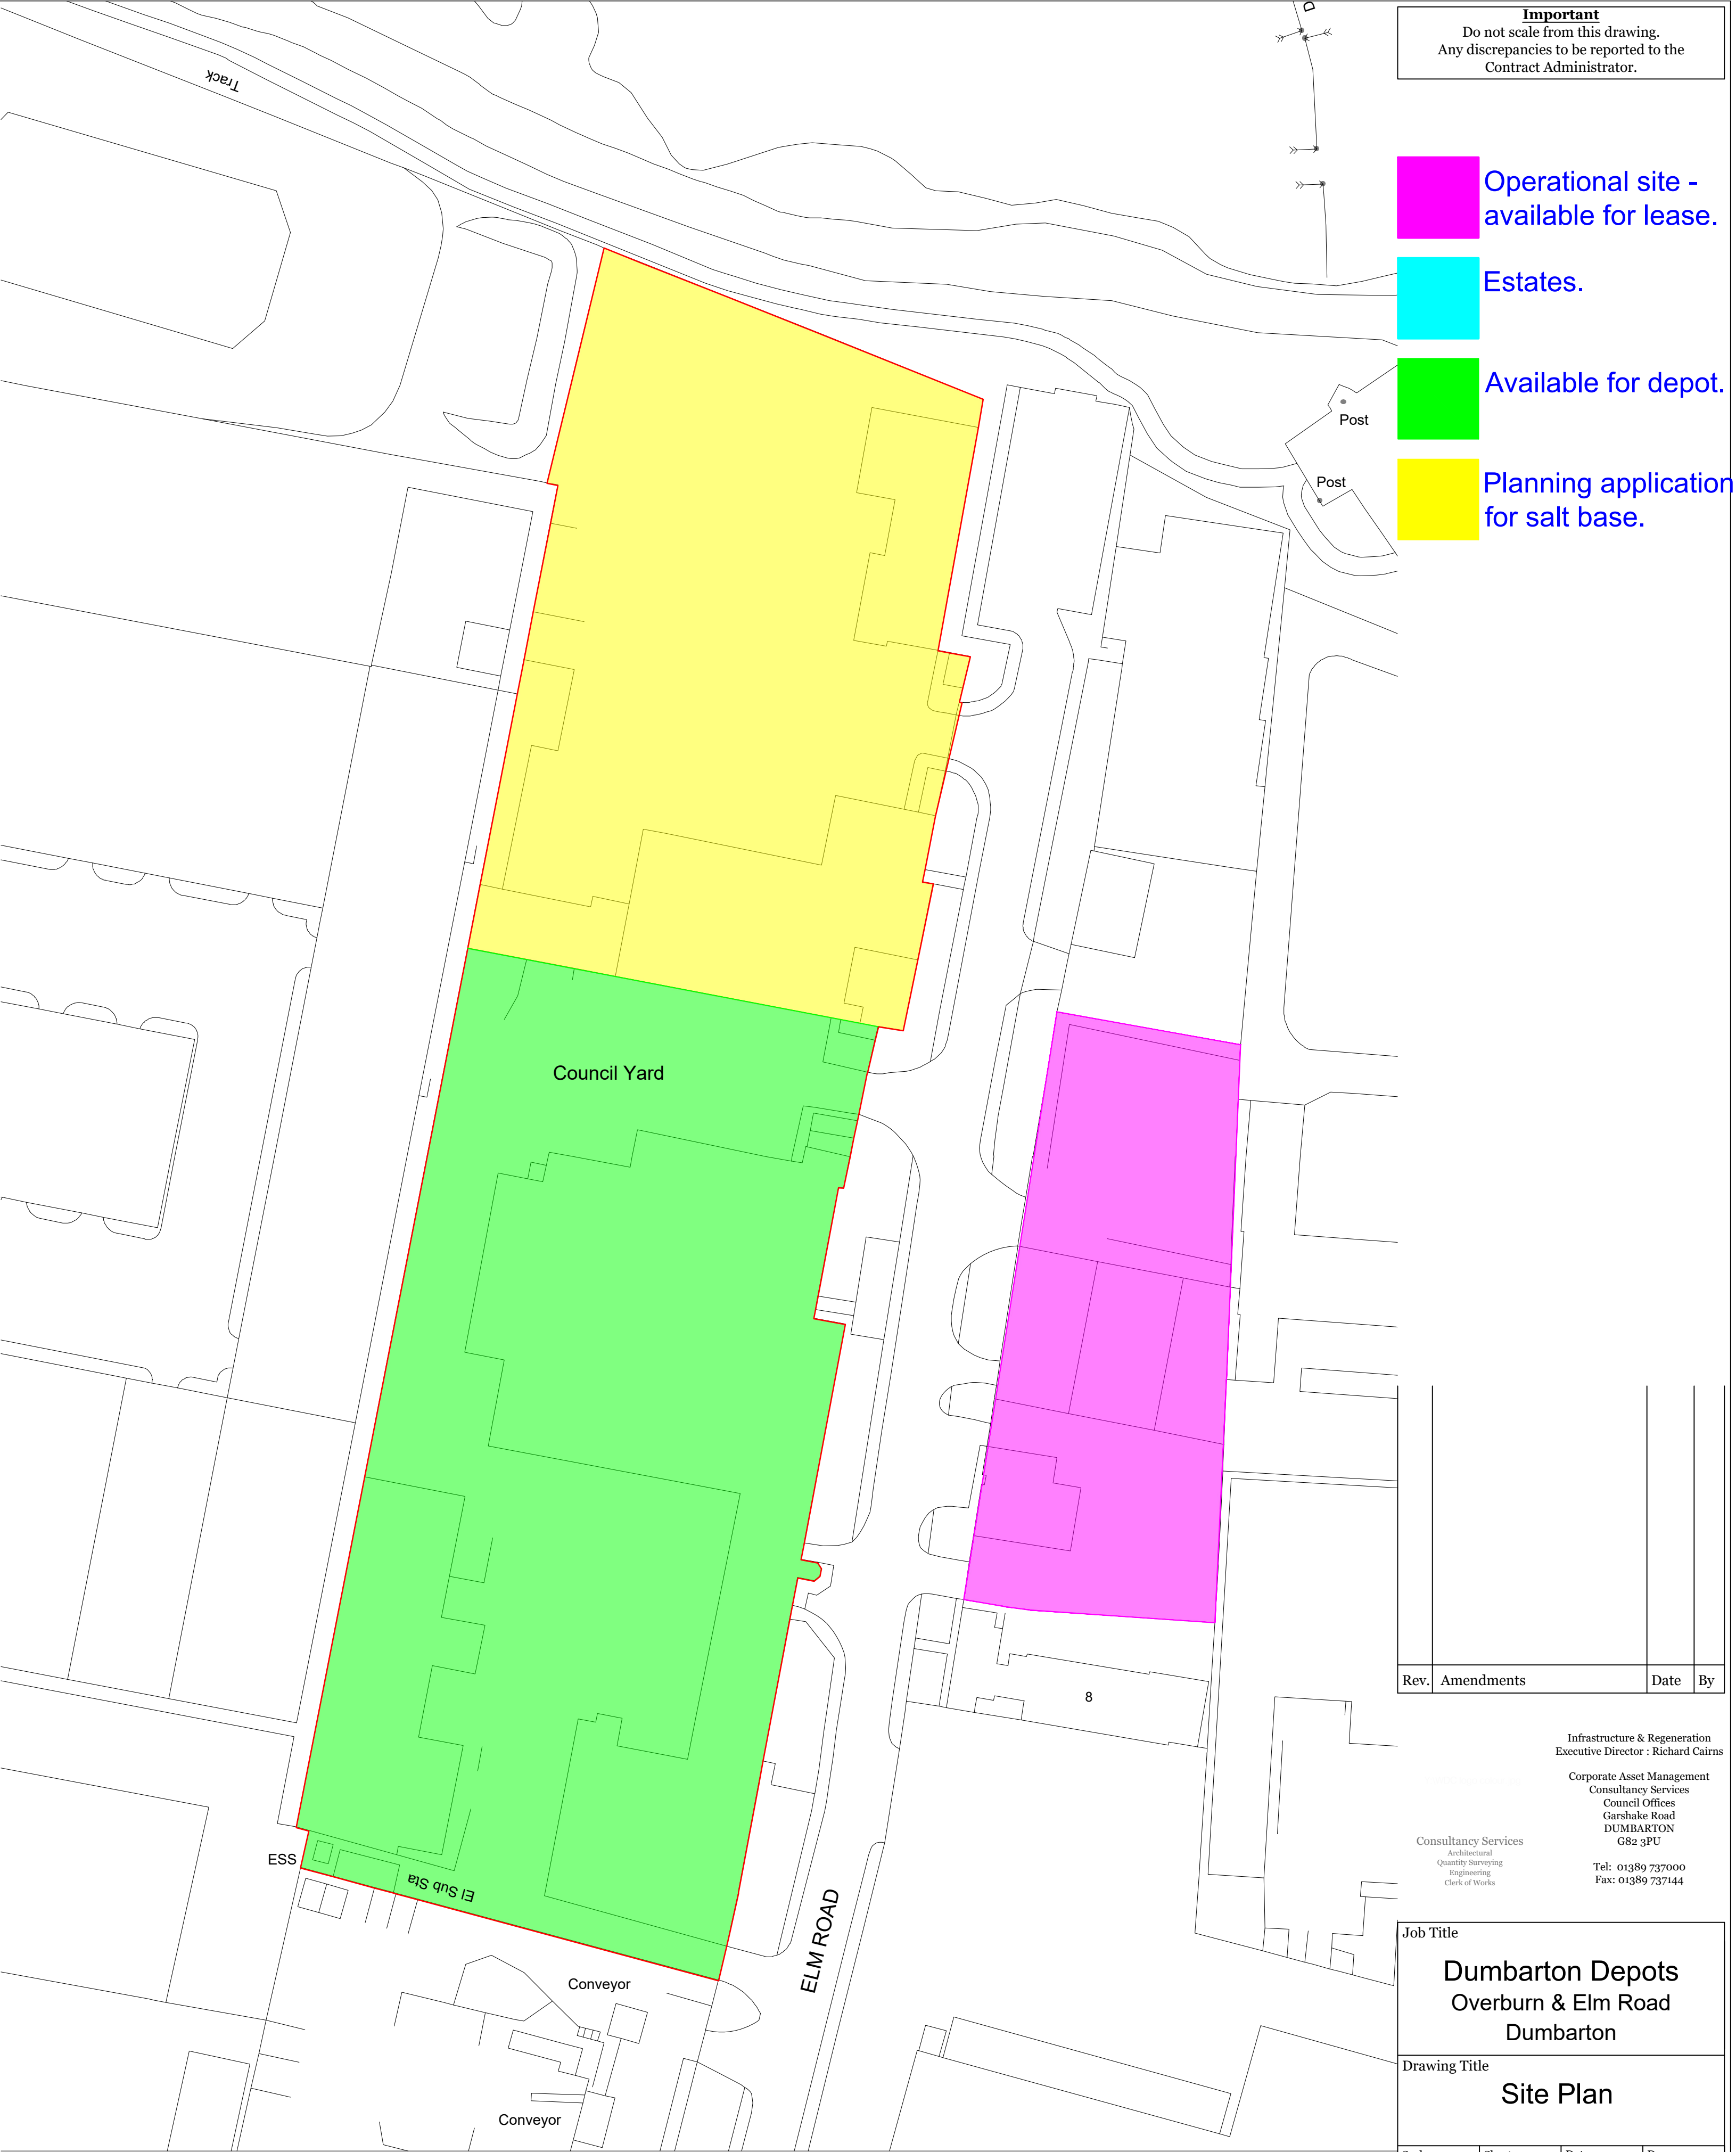 Important
Do not scale from this drawing.
Any discrepancies to be reported to the
Contract Administrator.
Operational site -
available for lease.
Estates.
Available for depot.
Planning application
for salt base.
Track
D
Post
Post
Council Yard
8
ESS
El Sub Sta
ELM ROAD
Conveyor
Conveyor
Rev. Amendments Date By
Infrastructure & Regeneration
Executive Director : Richard Cairns
Corporate Asset Management
Consultancy Services
Council Offices
Garshake Road
DUMBARTON
G82 3PU
Tel: 01389 737000
Fax: 01389 737144
Consultancy Services
Architectural
Quantity Surveying
Engineering
Clerk of Works
Job Title
Dumbarton Depots
Overburn & Elm Road
Dumbarton
Drawing Title
Site Plan